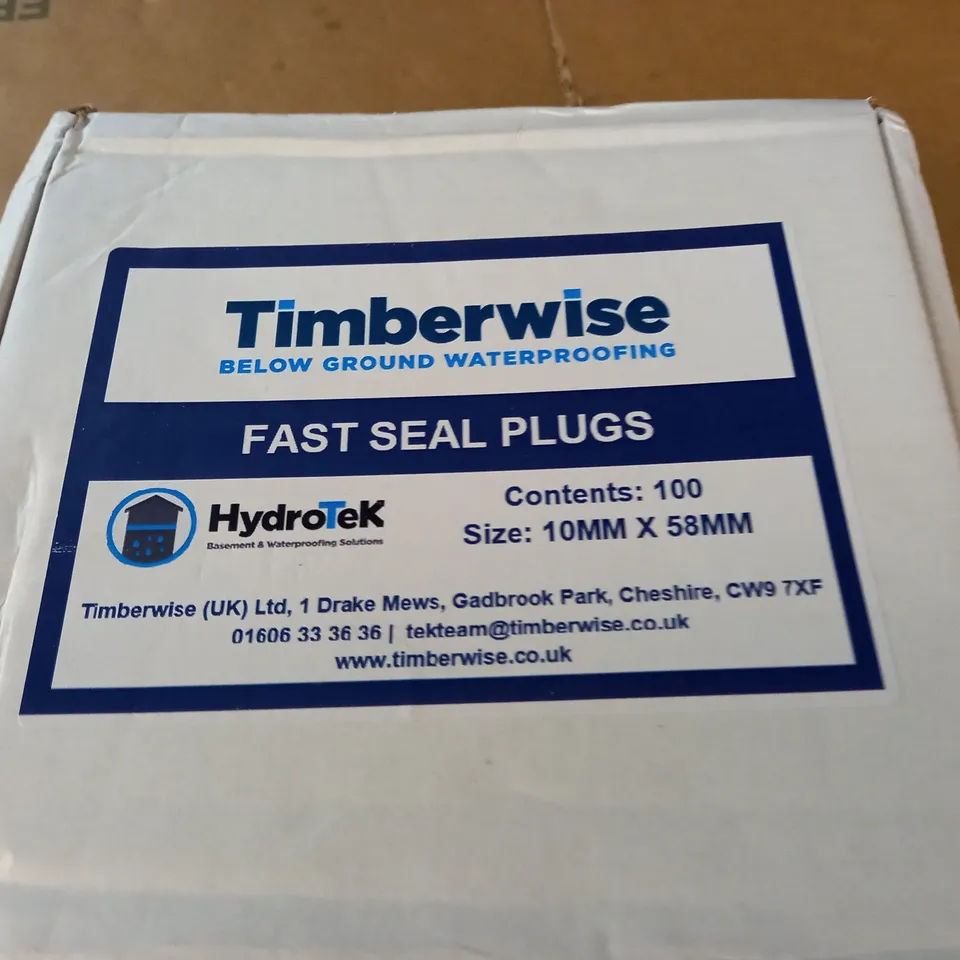 Timberwise
BELOW GROUND WATERPROOFING
FAST SEAL PLUGS
HydroTeK
Basement & Waterproofing Solutions
Contents: 100
Size: 10MM X 58MM
Timberwise (UK) Ltd, 1 Drake Mews, Gadbrook Park, Cheshire, CW9 7XF
01606 33 36 36 | tekteam@timberwise.co.uk
www.timberwise.co.uk